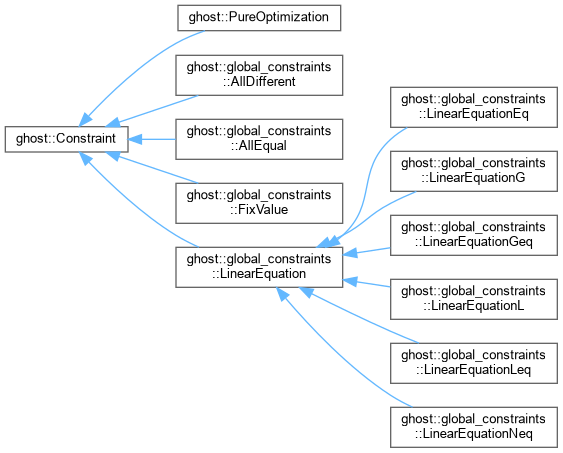 ghost::PureOptimization
ghost::global_constraints
::AllDifferent
ghost::Constraint
ghost::global_constraints
::AllEqual
ghost::global_constraints
::FixValue
ghost::global_constraints
::LinearEquation
ghost::global_constraints
::LinearEquationEq
ghost::global_constraints
::LinearEquationG
ghost::global_constraints
::LinearEquationGeq
ghost::global_constraints
::LinearEquationL
ghost::global_constraints
::LinearEquationLeq
ghost::global_constraints
::LinearEquationNeq